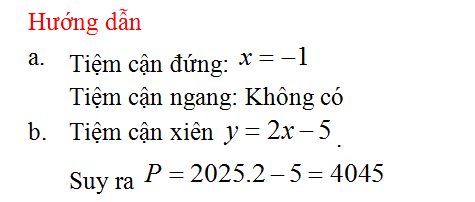 Hướng dẫn
a. Tiệm cận đứng: x = −1
Tiệm cận ngang: Không có
b. Tiệm cận xiên y = 2x − 5 .
Suy ra P = 2025.2 − 5 = 4045